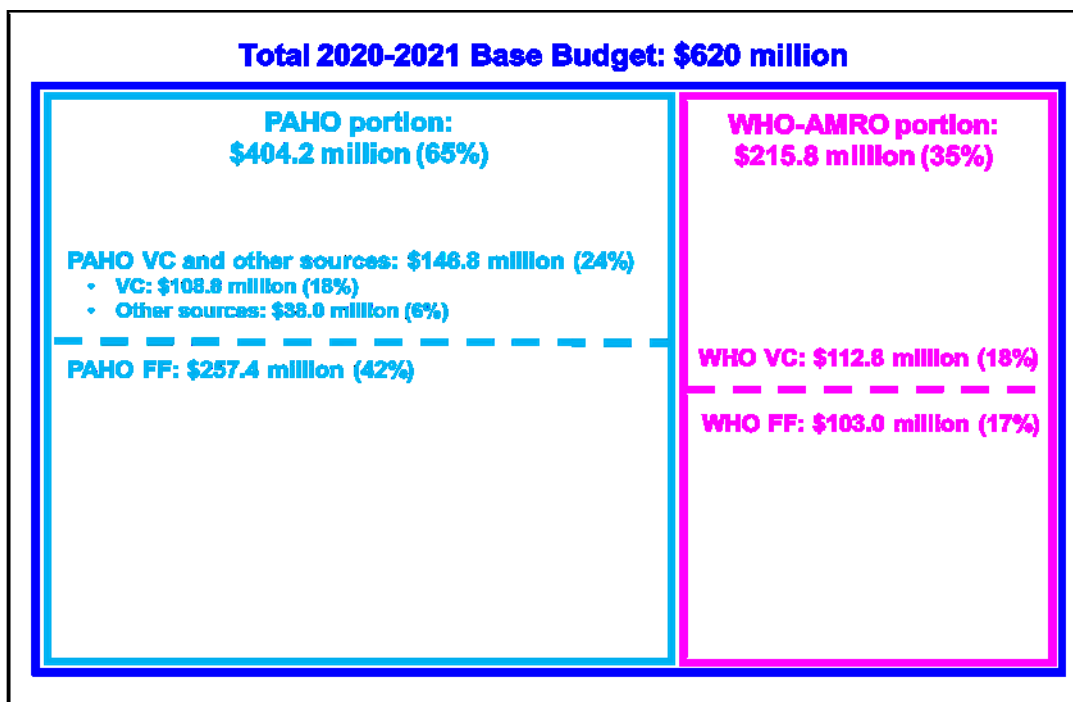 Total 2020-2021 Base Budget: $620 million
PAHO portion:
$404.2 million (65%)
PAHO VC and other sources: $146.8 million (24%)
• VC: $108.8 million (18%)
• Other sources: $38.0 million (6%)
PAHO FF: $257.4 million (42%)
WHO-AMRO portion:
$215.8 million (35%)
WHO VC: $112.8 million (18%)
WHO FF: $103.0 million (17%)